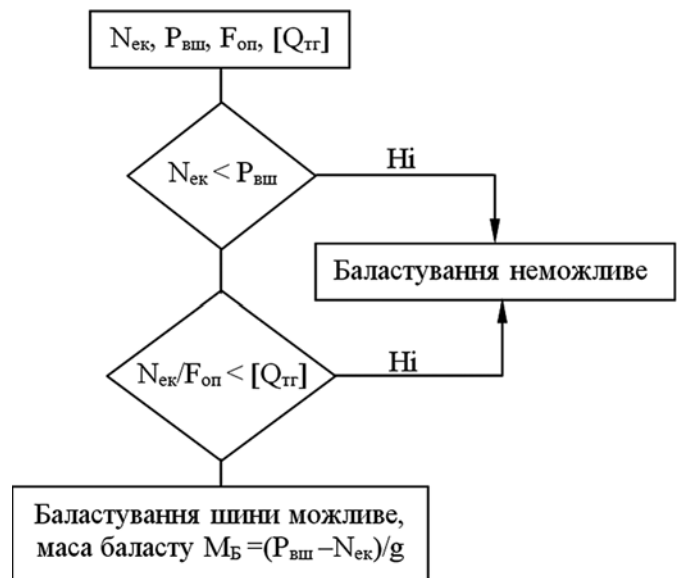 Nек, Pвш, Fоп, [Qтг]
Nек < Pвш
Ні
Баластування неможливе
Nек/Fоп < [Qтг]
Ні
Баластування шини можливе,
маса баласту МБ =(Pвш –Nек)/g